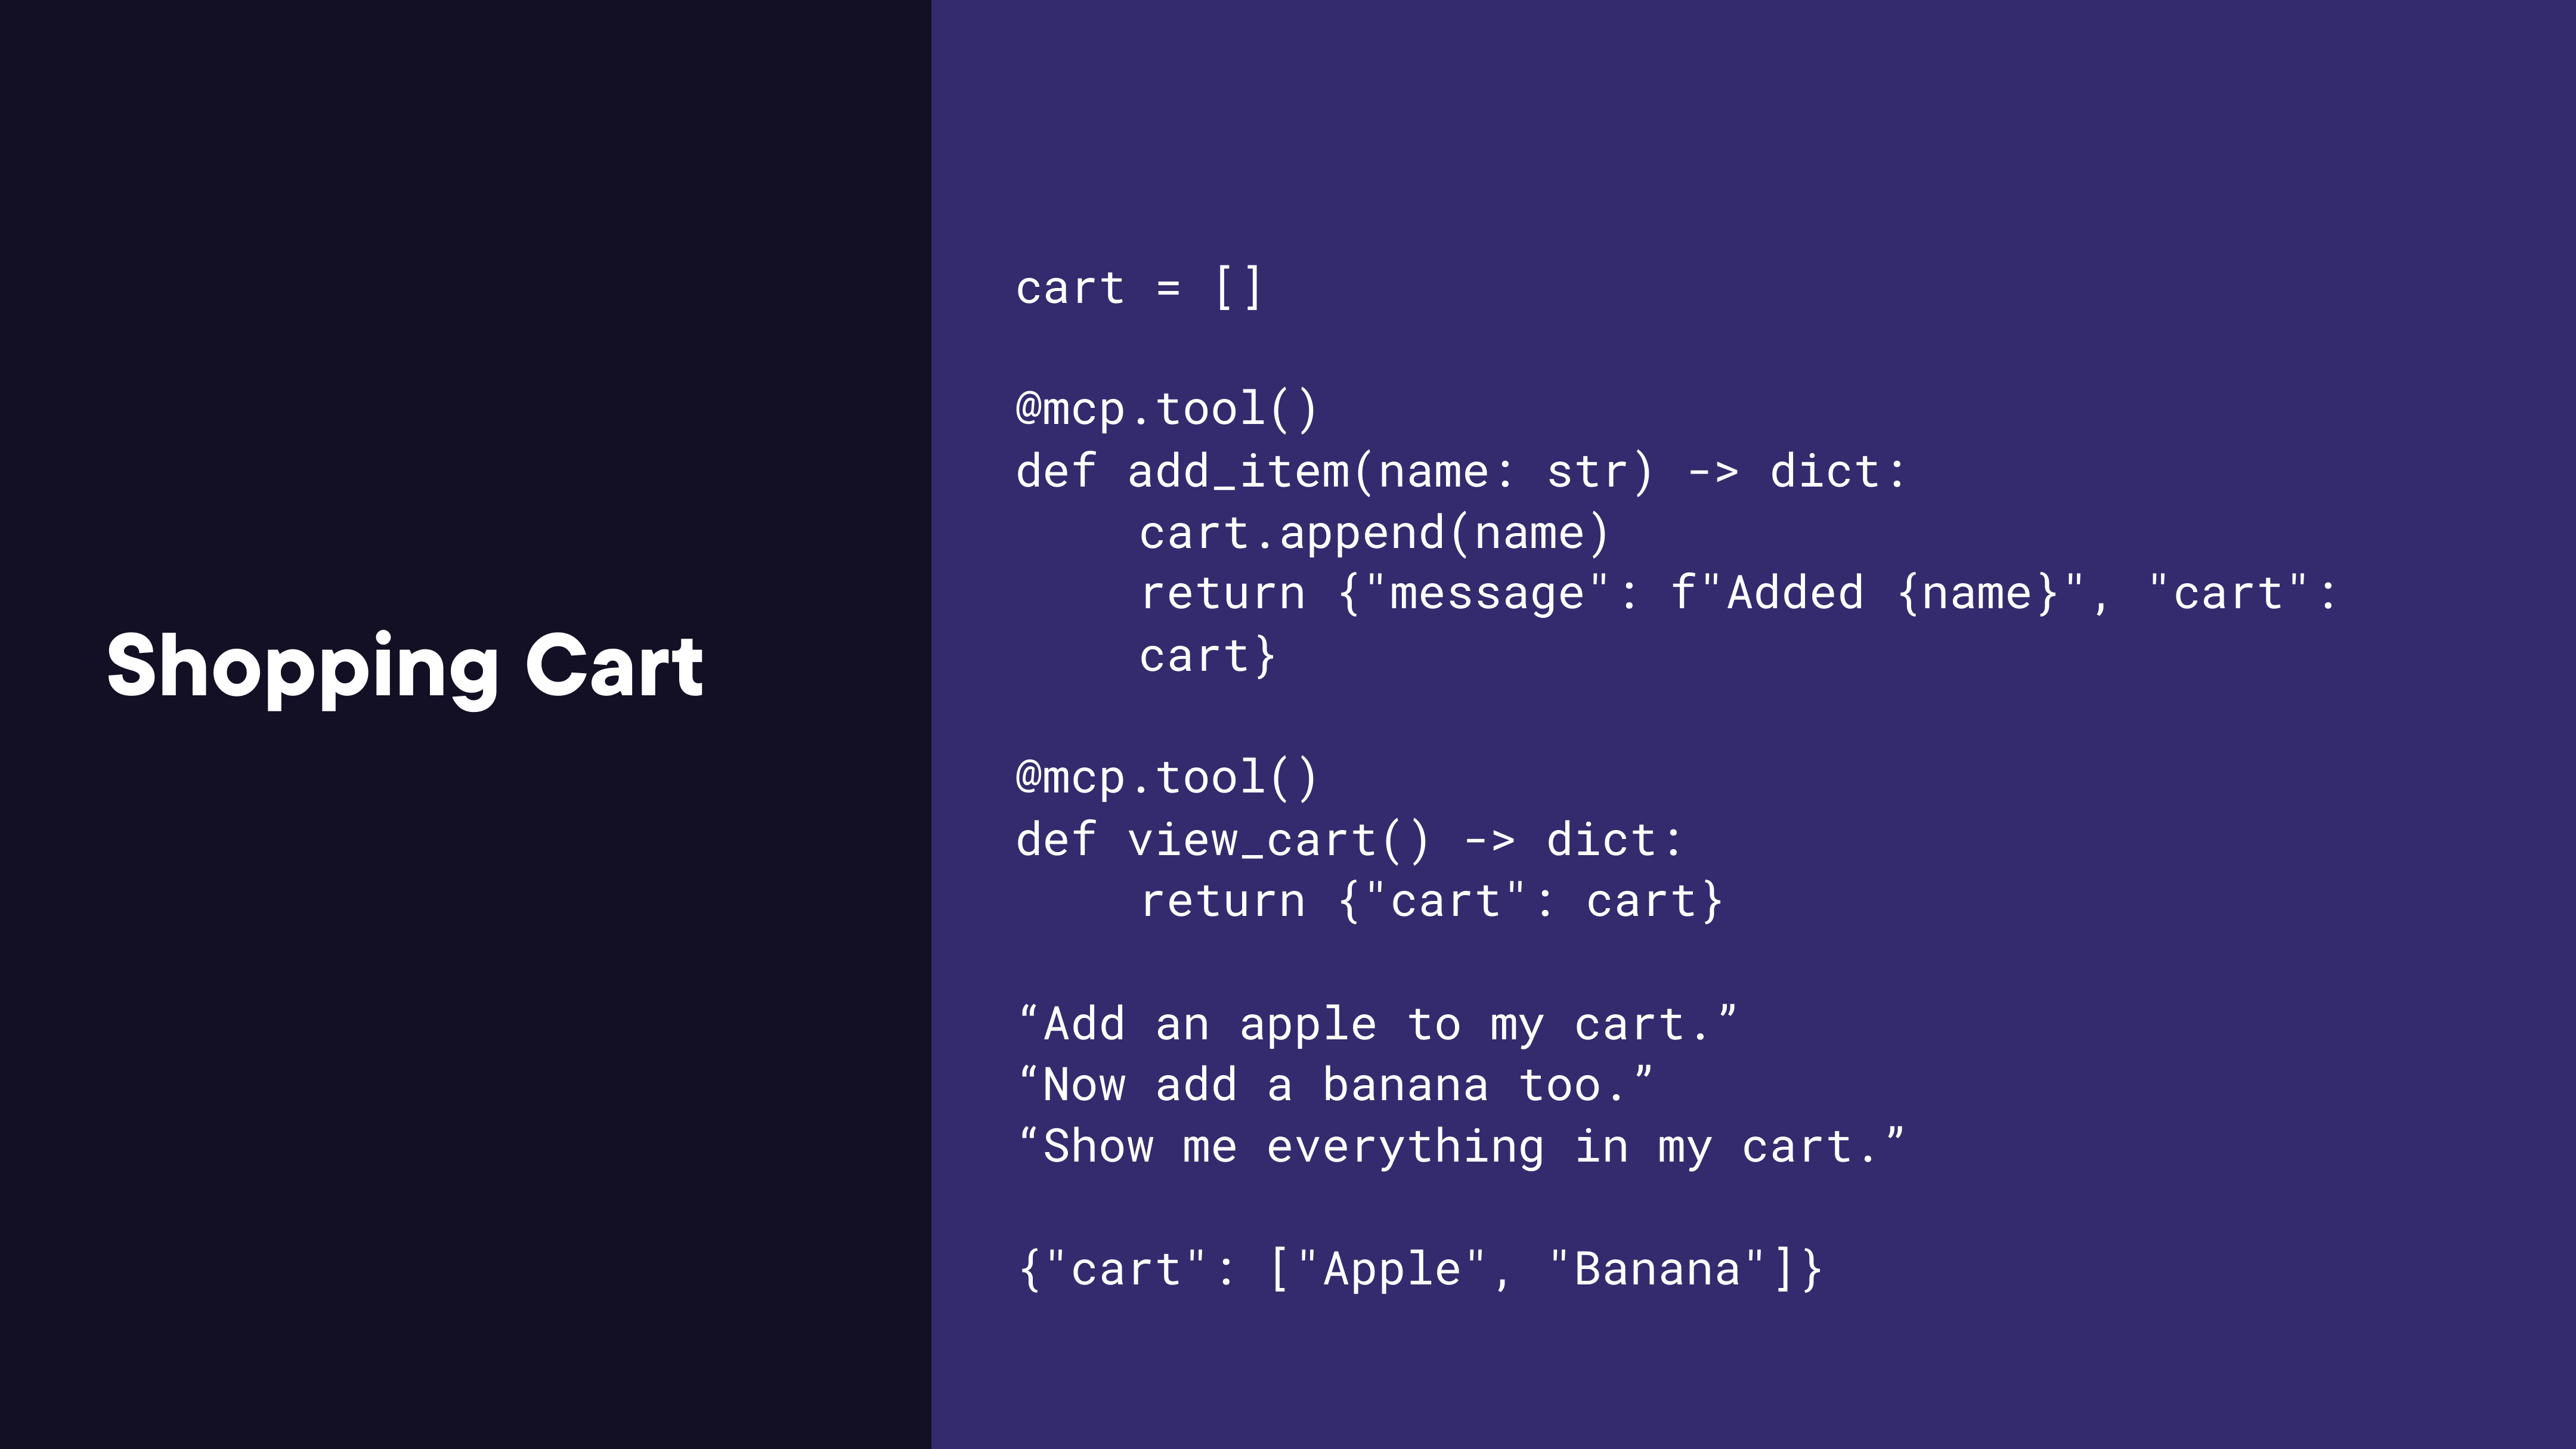 Shopping Cart
cart = []
@mcp.tool()
def add_item(name: str) -> dict:
cart.append(name)
return {"message": f"Added {name}", "cart":
cart}
@mcp.tool()
def view_cart() -> dict:
return {"cart": cart}
“Add an apple to my cart.”
“Now add a banana too.”
“Show me everything in my cart.”
{"cart": ["Apple", "Banana"]}